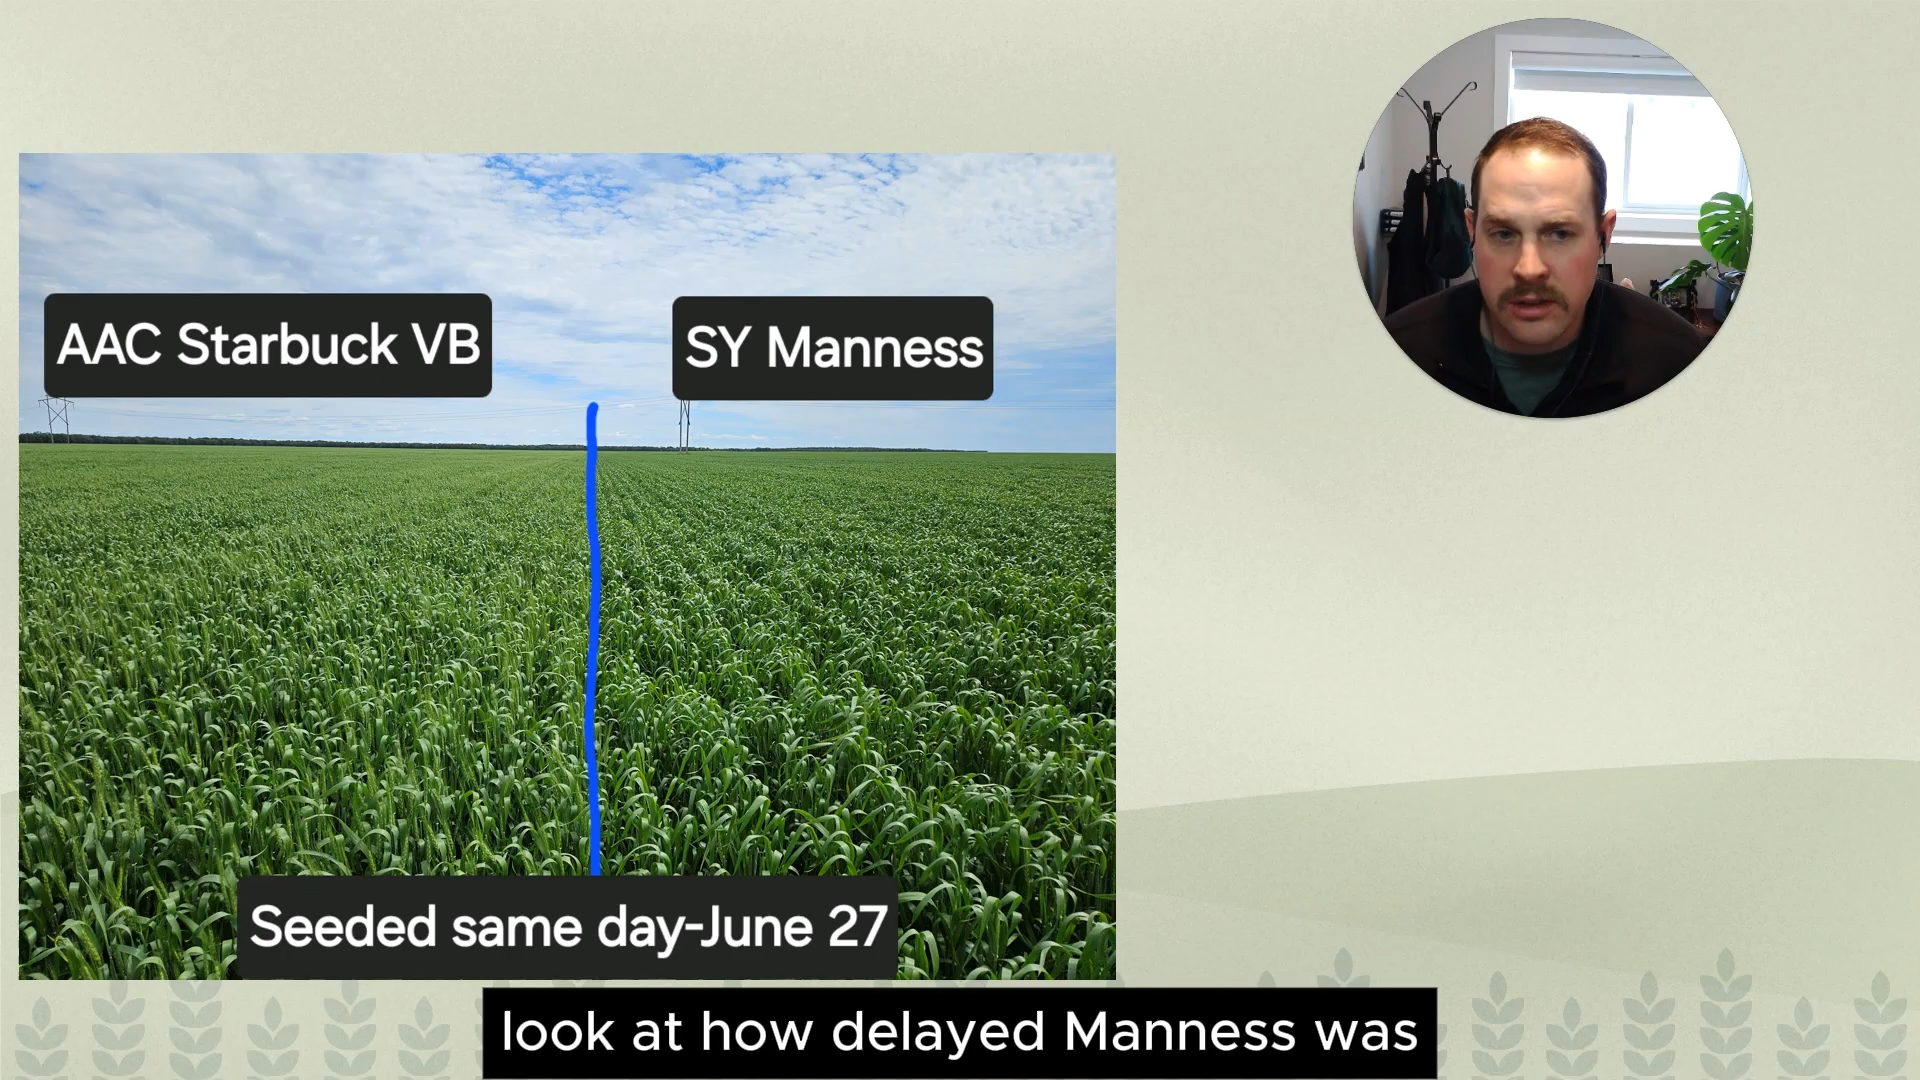 AAC Starbuck VB
SY Manness
Seeded same day-June 27
look at how delayed Manness was